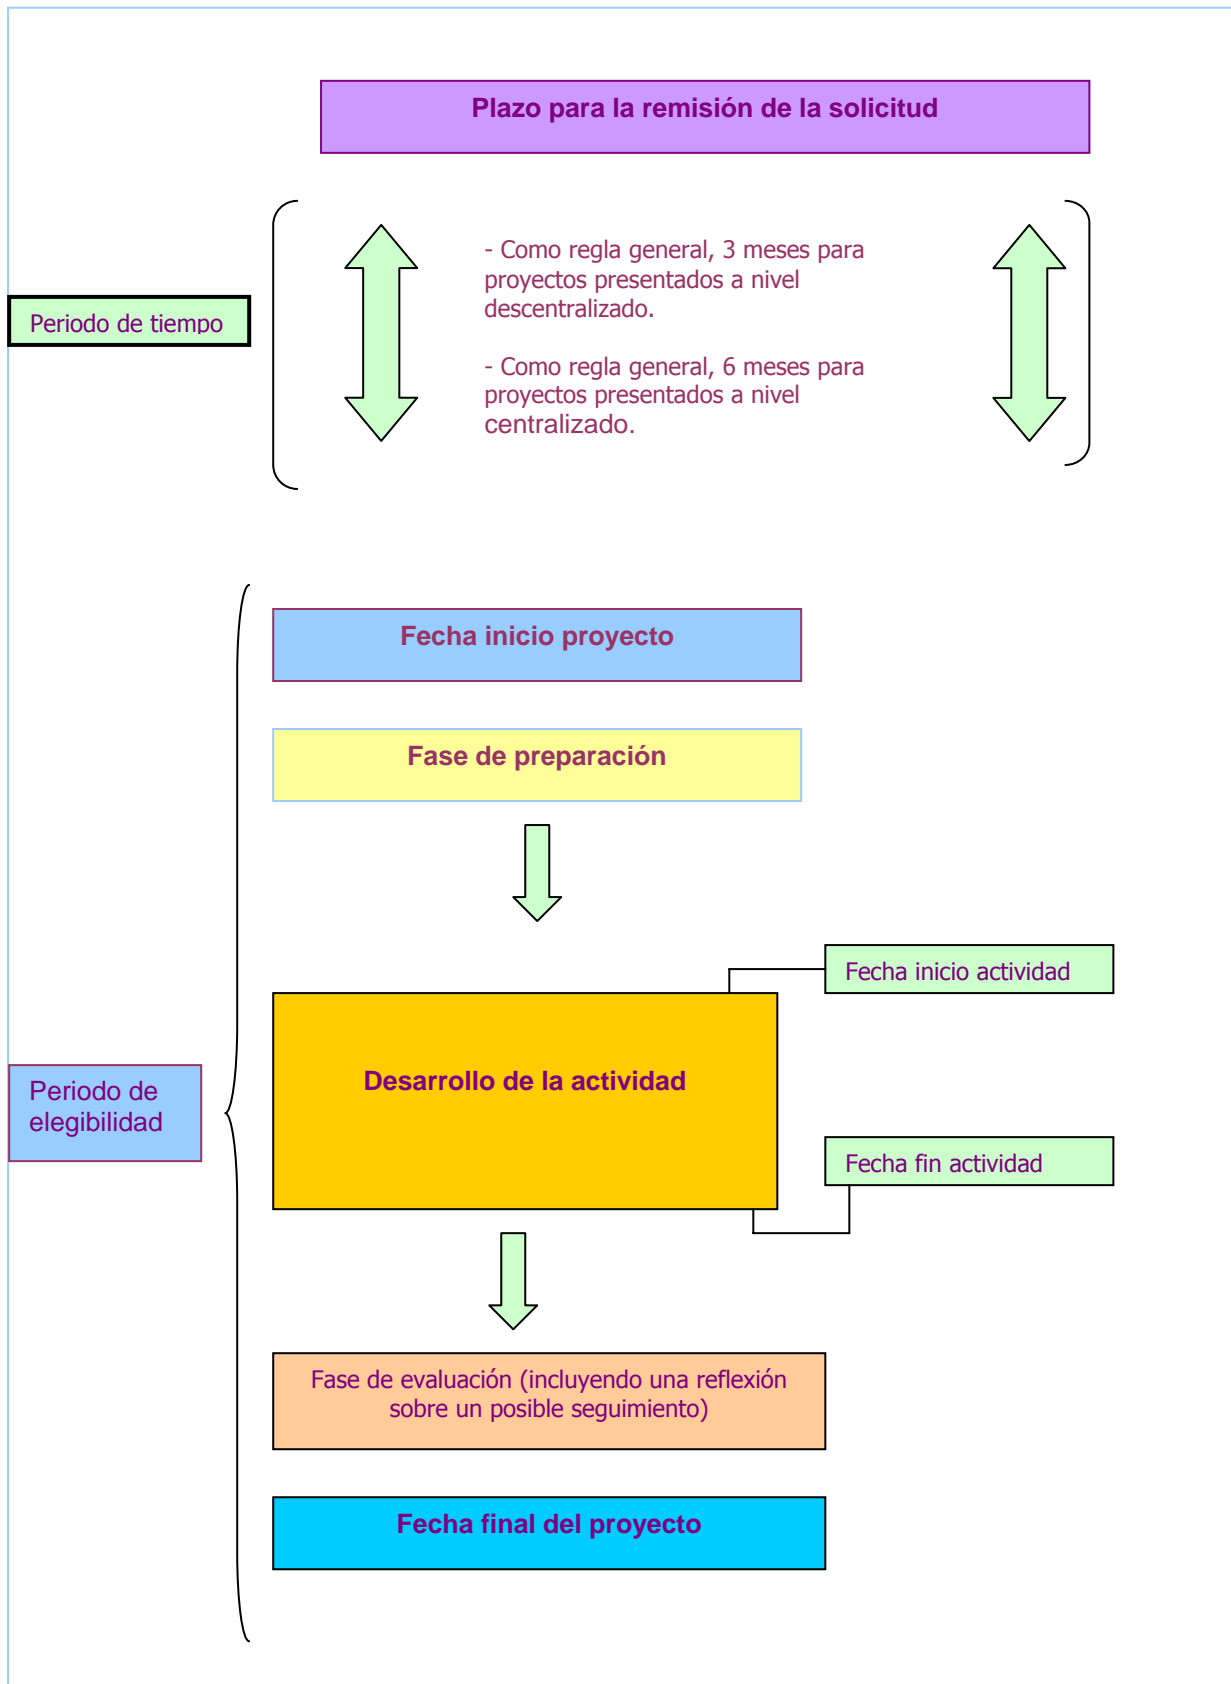 Plazo para la remisión de la solicitud
Periodo de tiempo
- Como regla general, 3 meses para
proyectos presentados a nivel
descentralizado.
- Como regla general, 6 meses para
proyectos presentados a nivel
centralizado.
Fecha inicio proyecto
Fase de preparación
Fecha inicio actividad
Desarrollo de la actividad
Periodo de
elegibilidad
Fecha fin actividad
Fase de evaluación (incluyendo una reflexión
sobre un posible seguimiento)
Fecha final del proyecto